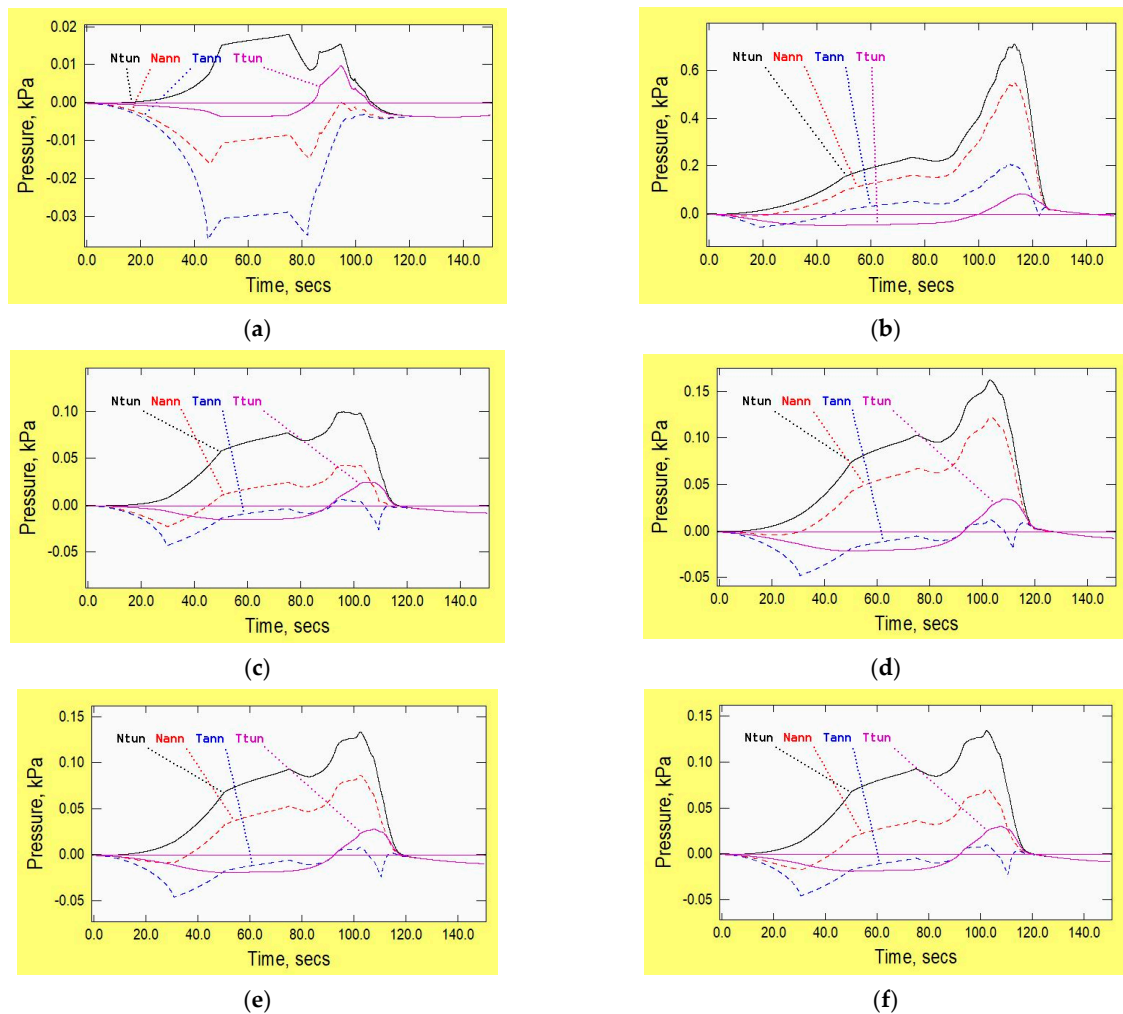 0.02
0.01
0.00
-0.01
-0.02
-0.03
Pressure, kPa
Ntun Nann Tann Ttun
0.0 20.0 40.0 60.0 80.0 100.0 120.0 140.0
Time, secs
(a)
0.6
0.4
0.2
0.0
Pressure, kPa
Ntun Nann Tann Ttun
0.0 20.0 40.0 60.0 80.0 100.0 120.0 140.0
Time, secs
(b)
0.10
0.05
0.00
-0.05
Pressure, kPa
Ntun Nann Tann Ttun
0.0 20.0 40.0 60.0 80.0 100.0 120.0 140.0
Time, secs
(c)
0.15
0.10
0.05
0.00
-0.05
Pressure, kPa
Ntun Nann Tann Ttun
0.0 20.0 40.0 60.0 80.0 100.0 120.0 140.0
Time, secs
(d)
0.15
0.10
0.05
0.00
-0.05
Pressure, kPa
Ntun Nann Tann Ttun
0.0 20.0 40.0 60.0 80.0 100.0 120.0 140.0
Time, secs
(e)
0.15
0.10
0.05
0.00
-0.05
Pressure, kPa
Ntun Nann Tann Ttun
0.0 20.0 40.0 60.0 80.0 100.0 120.0 140.0
Time, secs
(f)